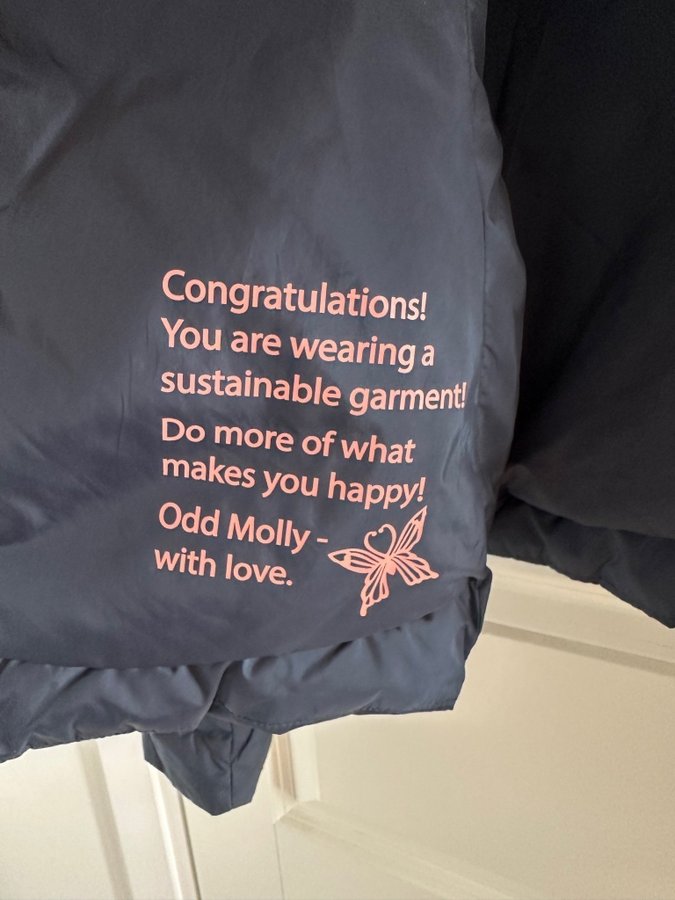 Congratulations!
You are wearing a
sustainable garment!
Do more of what
makes you happy!
Odd Molly -
with love.